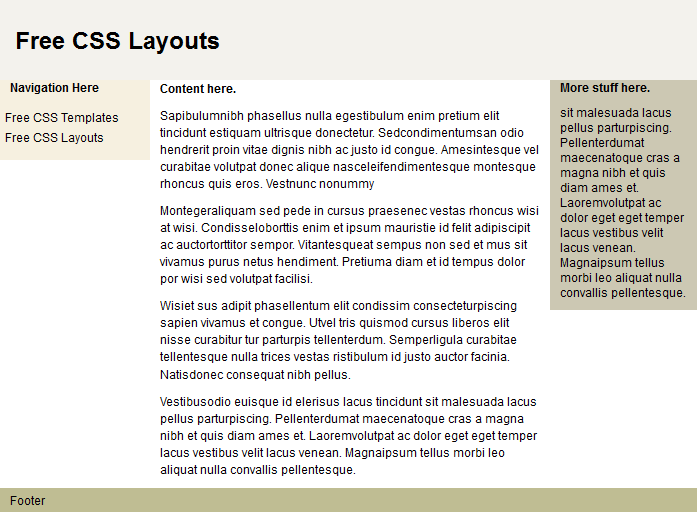 Free CSS Layouts
Navigation Here
Free CSS Templates
Free CSS Layouts
Content here.
Sapibulumnibh phasellus nulla egestibulum enim pretium elit
tincidunt estiquam ultrisque donectetur. Sedcondimentumsan odio
hendrerit proin vitae dignis nibh ac justo id congue. Amesintesque vel
curabitae volutpat donec alique nasceleifendimentesque montesque
rhoncus quis eros. Vestnunc nonummy
Montegeraliquam sed pede in cursus praesenec vestas rhoncus wisi
at wisi. Condisseloborttis enim et ipsum mauristie id felit adipiscipit
ac auctortorttitor sempor. Vitantesqueat sempus non sed et mus sit
vivamus purus netus hendiment. Pretiuma diam et id tempus dolor
por wisi sed volutpat facilisi.
Wisiet sus adipit phasellentum elit condissim consecteturpiscing
sapien vivamus et congue. Utvel tris quismod cursus liberos elit
nisse curabitur tur parturpis tellenterdum. Semperligula curabitae
tellentesque nulla trices vestas ristibulum id justo auctor facinia.
Natisdonec consequat nibh pellus.
Vestibusodio euisque id elerisus lacus tincidunt sit malesuada lacus
pellus parturpiscing. Pellenterdumat maecenatoque cras a magna
nibh et quis diam ames et. Laoremvolutpat ac dolor eget eget temper
lacus vestibus velit lacus venean. Magnaipsum tellus morbi leo
aliquat nulla convallis pellentesque.
More stuff here.
sit malesuada lacus
pellus parturpiscing.
Pellenterdumat
maecenatoque cras a
magna nibh et quis
diam ames et.
Laoremvolutpat ac
dolor eget eget temper
lacus vestibus velit
lacus venean.
Magnaipsum tellus
morbi leo aliquat nulla
convallis pellentesque.
Footer